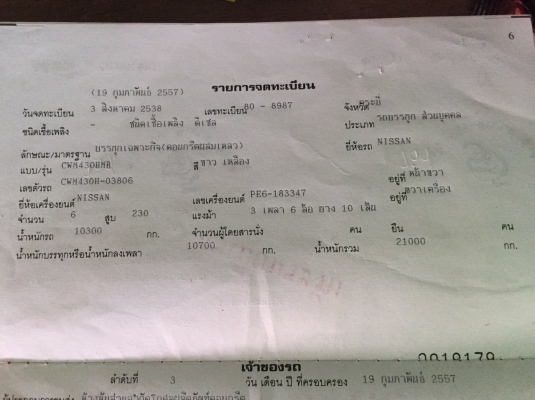 6
(19 กุมภาพันธ์ 2557) รายการจดทะเบียน
วันจดทะเบียน 3 สิงหาคม 2538 เลขทะเบียน 80 - 8987 จังหวัด กระบี่
ชนิดเชื้อเพลิง - ชนิดเชื้อเพลิง ดีเซล ประเภท รถบรรทุก ส่วนบุคคล
ลักษณะ/มาตรฐาน บรรทุกเฉพาะกิจ(คอนกรีตผสมเหลว) ยี่ห้อรถ NISSAN
แบบ/รุ่น CWM430HMR สี ขาว เหลือง
เลขตัวรถ CWM430H-03806 อยู่ที่ หน้าขวา
ยี่ห้อเครื่องยนต์ NISSAN เลขเครื่องยนต์ PE6-183347 อยู่ที่ ขวาเครื่อง
จำนวน 6 สูบ 230 แรงม้า 3 เพลา 6 ล้อ ยาง 10 เส้น
น้ำหนักรถ 10300 กก. จำนวนผู้โดยสารนั่ง คน ยืน คน
น้ำหนักบรรทุกหรือน้ำหนักลงเพลา 10700 กก. น้ำหนักรวม 21000 กก.
0019179
เจ้าของรถ
ลำดับที่ 3 วัน เดือน ปี ที่ครอบครอง 19 กุมภาพันธ์ 2557